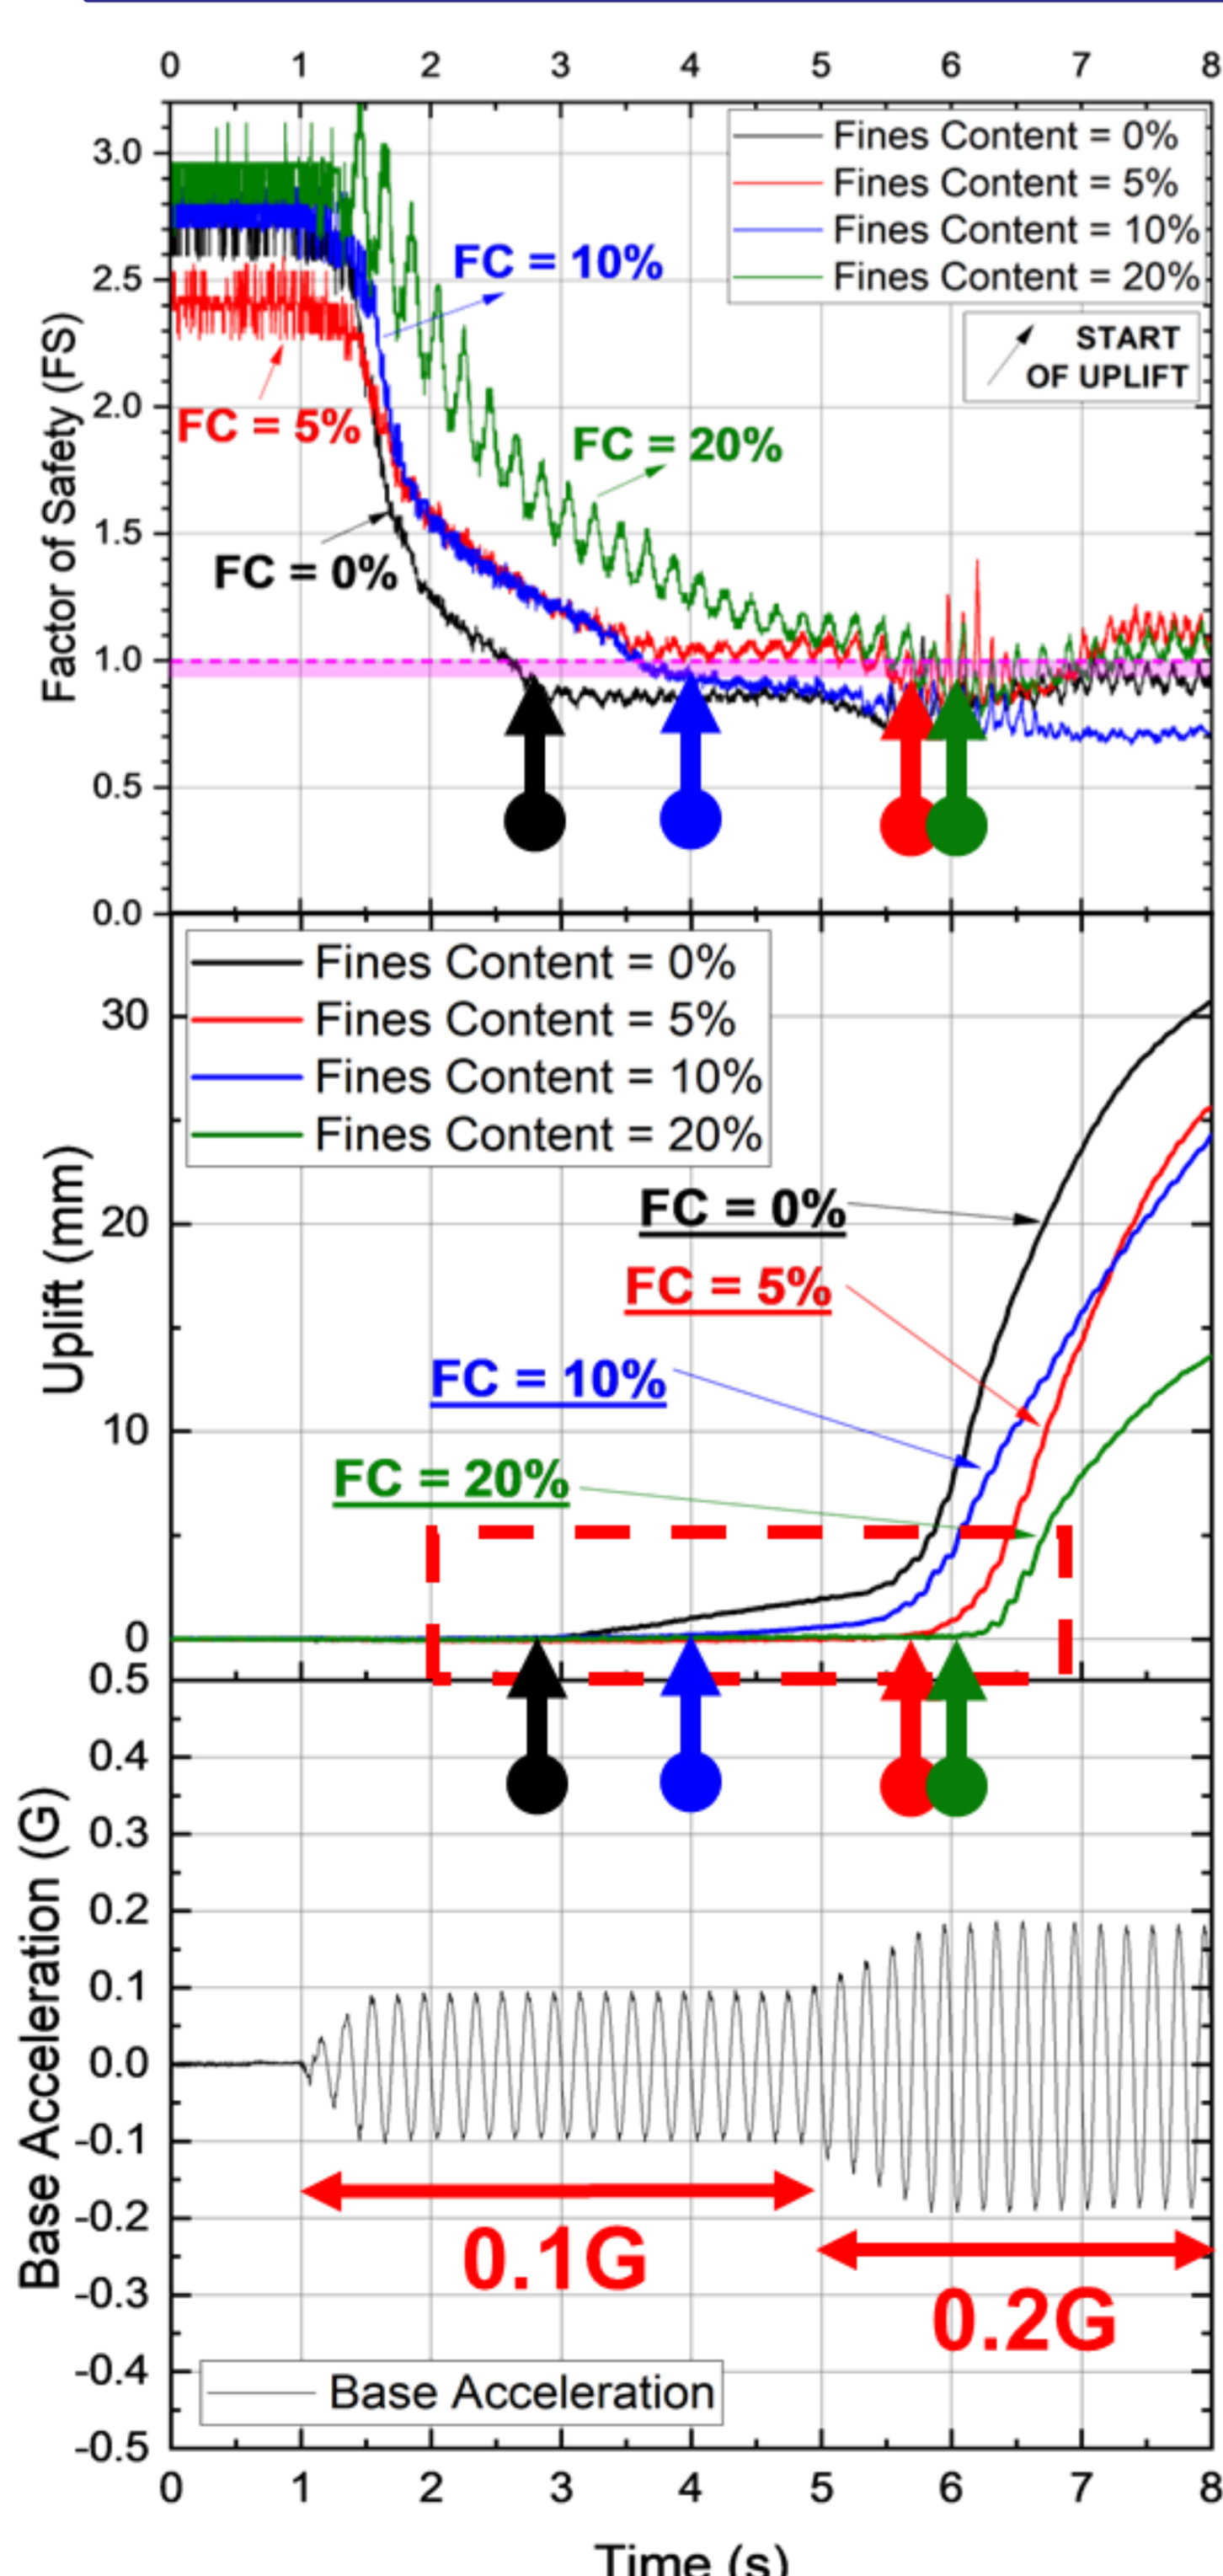 0 1 2 3 4 5 6 7 8
Fines Content = 0%
Fines Content = 5%
Fines Content = 10%
Fines Content = 20%
START
OF UPLIFT
FC = 10%
FC = 5%
FC = 20%
FC = 0%
Factor of Safety (FS)
3.0
2.5
2.0
1.5
1.0
0.5
0.0
Fines Content = 0%
Fines Content = 5%
Fines Content = 10%
Fines Content = 20%
FC = 0%
FC = 5%
FC = 10%
FC = 20%
Uplift (mm)
30
20
10
0
0.5
0.4
0.3
0.2
0.1
0.0
-0.1
-0.2
-0.3
-0.4
-0.5
Base Acceleration (G)
0.1G
0.2G
Base Acceleration
0 1 2 3 4 5 6 7 8
Time (s)